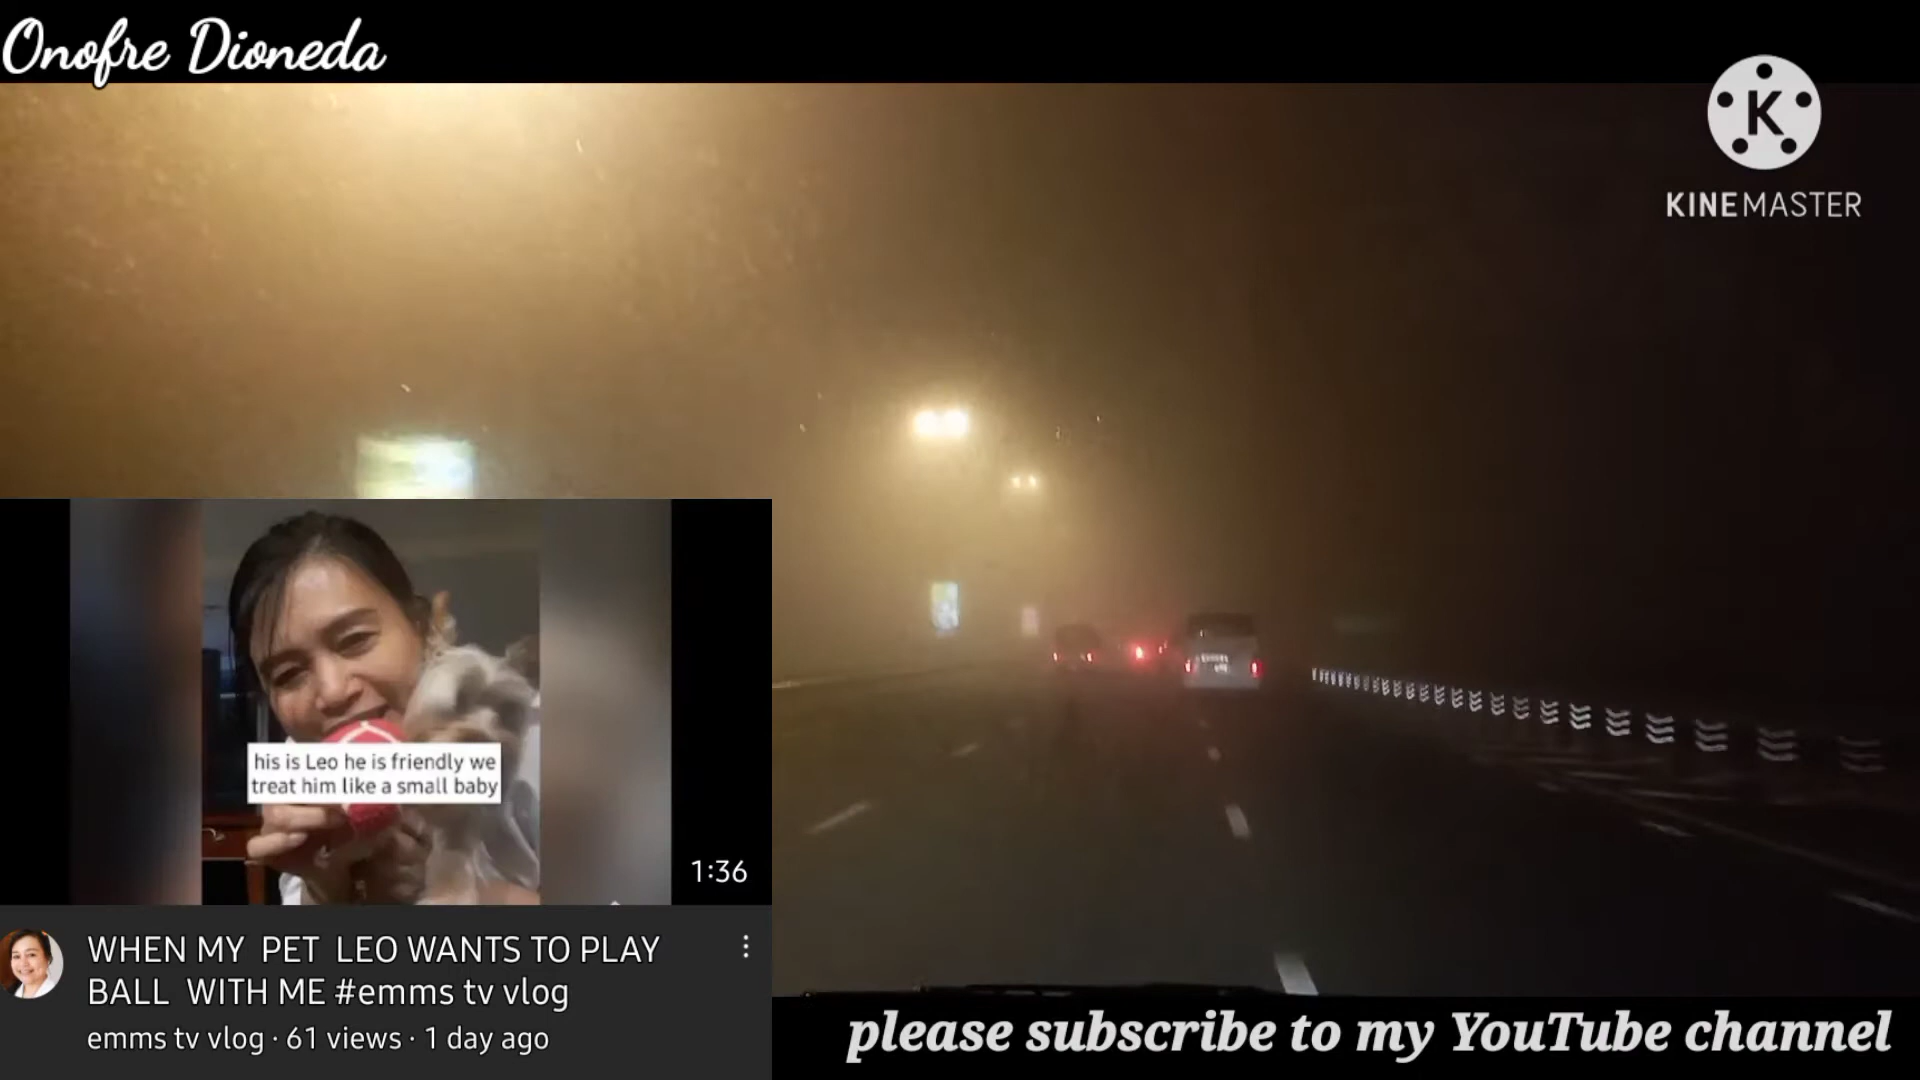 Onofre Dioneda
K
KINEMASTER
his is Leo he is friendly we
treat him like a small baby
1:36
WHEN MY PET LEO WANTS TO PLAY
BALL WITH ME #emms tv vlog
emms tv vlog · 61 views · 1 day ago
please subscribe to my YouTube channel